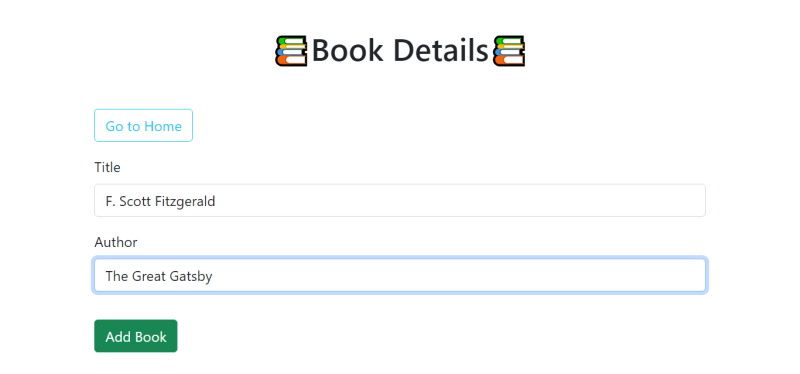 📚Book Details📚
Go to Home
Title
F. Scott Fitzgerald
Author
The Great Gatsby
Add Book